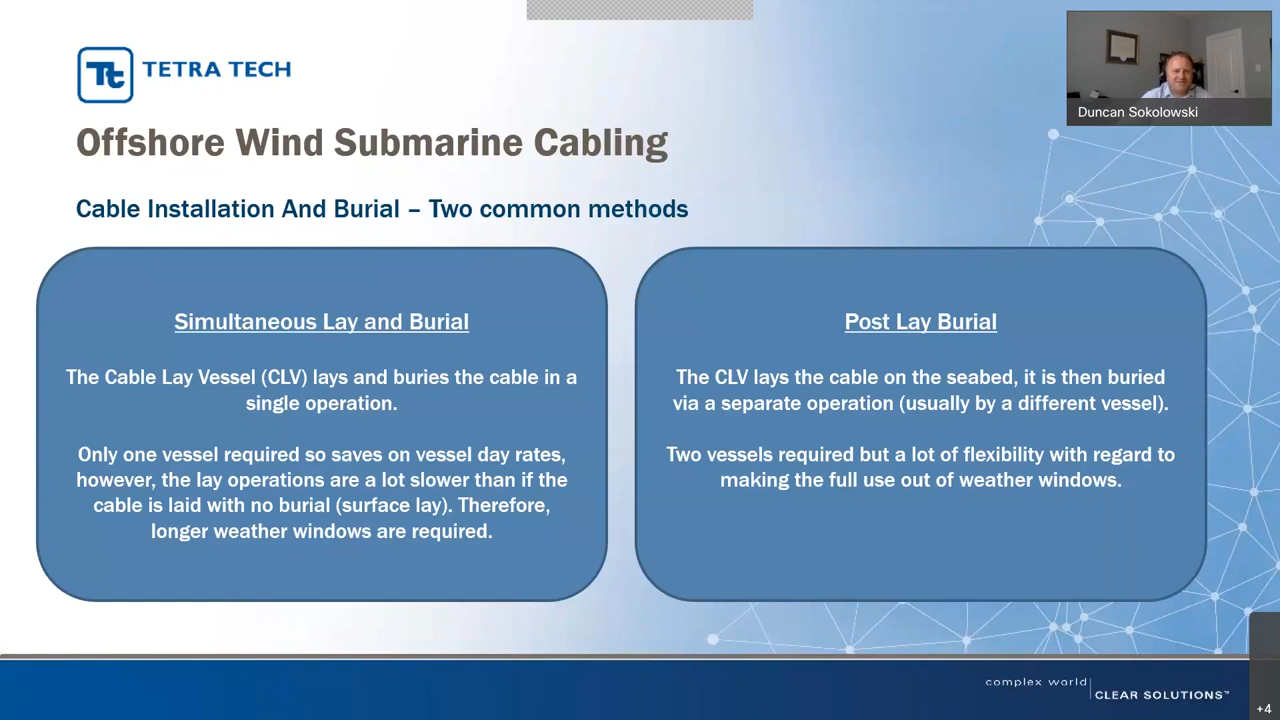 Tt TETRA TECH
Duncan Sokolowski
Offshore Wind Submarine Cabling
Cable Installation And Burial – Two common methods
Simultaneous Lay and Burial
The Cable Lay Vessel (CLV) lays and buries the cable in a
single operation.
Only one vessel required so saves on vessel day rates,
however, the lay operations are a lot slower than if the
cable is laid with no burial (surface lay). Therefore,
longer weather windows are required.
Post Lay Burial
The CLV lays the cable on the seabed, it is then buried
via a separate operation (usually by a different vessel).
Two vessels required but a lot of flexibility with regard to
making the full use out of weather windows.
complex world
CLEAR SOLUTIONS™
+4